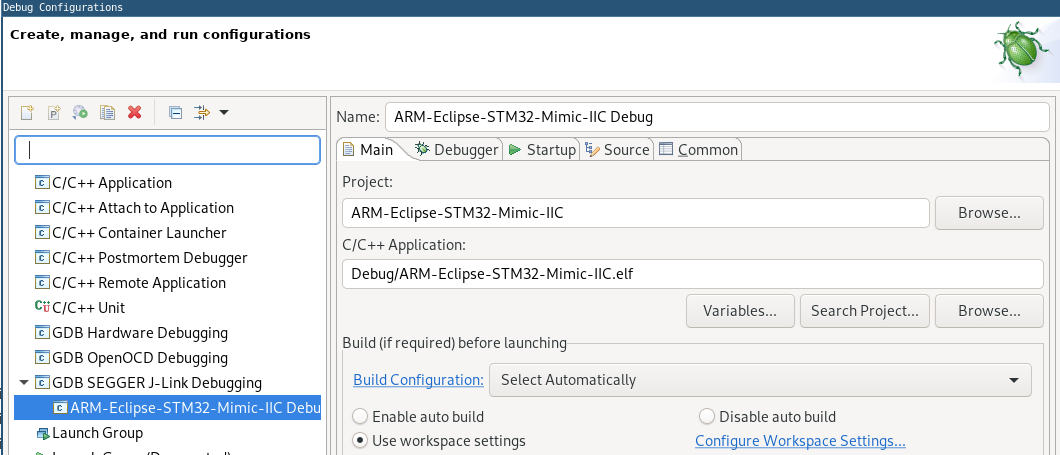 Debug Configurations
Create, manage, and run configurations
Name: ARM-Eclipse-STM32-Mimic-IIC Debug
Main Debugger Startup Source Common
C/C++ Application
C/C++ Attach to Application
C/C++ Container Launcher
C/C++ Postmortem Debugger
C/C++ Remote Application
C/C++ Unit
GDB Hardware Debugging
GDB OpenOCD Debugging
GDB SEGGER J-Link Debugging
ARM-Eclipse-STM32-Mimic-IIC Debu
Launch Group
Project:
ARM-Eclipse-STM32-Mimic-IIC Browse...
C/C++ Application:
Debug/ARM-Eclipse-STM32-Mimic-IIC.elf
Variables... Search Project... Browse...
Build (if required) before launching
Build Configuration: Select Automatically
Enable auto build Disable auto build
Use workspace settings Configure Workspace Settings...